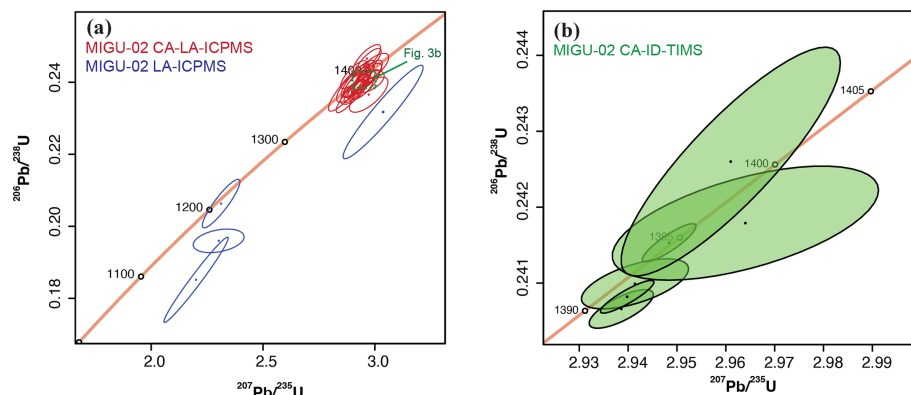 (a)
MIGU-02 CA-LA-ICPMS
MIGU-02 LA-ICPMS
Fig. 3b
1400
1300
1200
1100
0.24
0.22
0.20
0.18
2.0 2.5 3.0
²⁰⁶Pb/²³⁸U
²⁰⁷Pb/²³⁵U
(b)
MIGU-02 CA-ID-TIMS
1405
1400
1395
1390
0.244
0.243
0.242
0.241
2.93 2.94 2.95 2.96 2.97 2.98 2.99
²⁰⁶Pb/²³⁸U
²⁰⁷Pb/²³⁵U